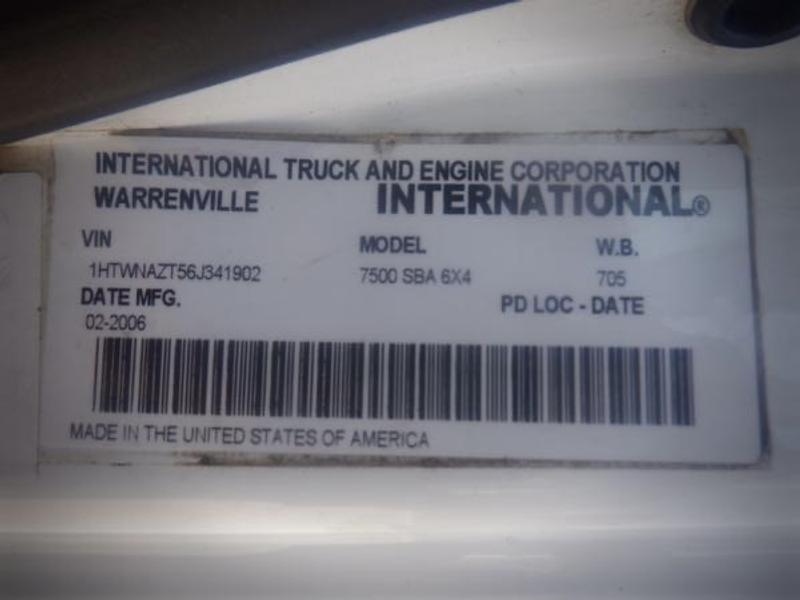 INTERNATIONAL TRUCK AND ENGINE CORPORATION
WARRENVILLE INTERNATIONAL®
VIN MODEL W.B.
1HTWNAZT56J341902 7500 SBA 6X4 705
DATE MFG. PD LOC - DATE
02-2006
MADE IN THE UNITED STATES OF AMERICA